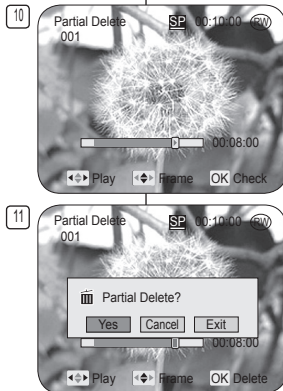 10
Partial Delete SP 00:10:00 RW
001
00:08:00
Play Frame OK Check
11
Partial Delete SP 00:10:00 RW
001
Partial Delete?
Yes Cancel Exit
00:08:00
Play Frame OK Delete